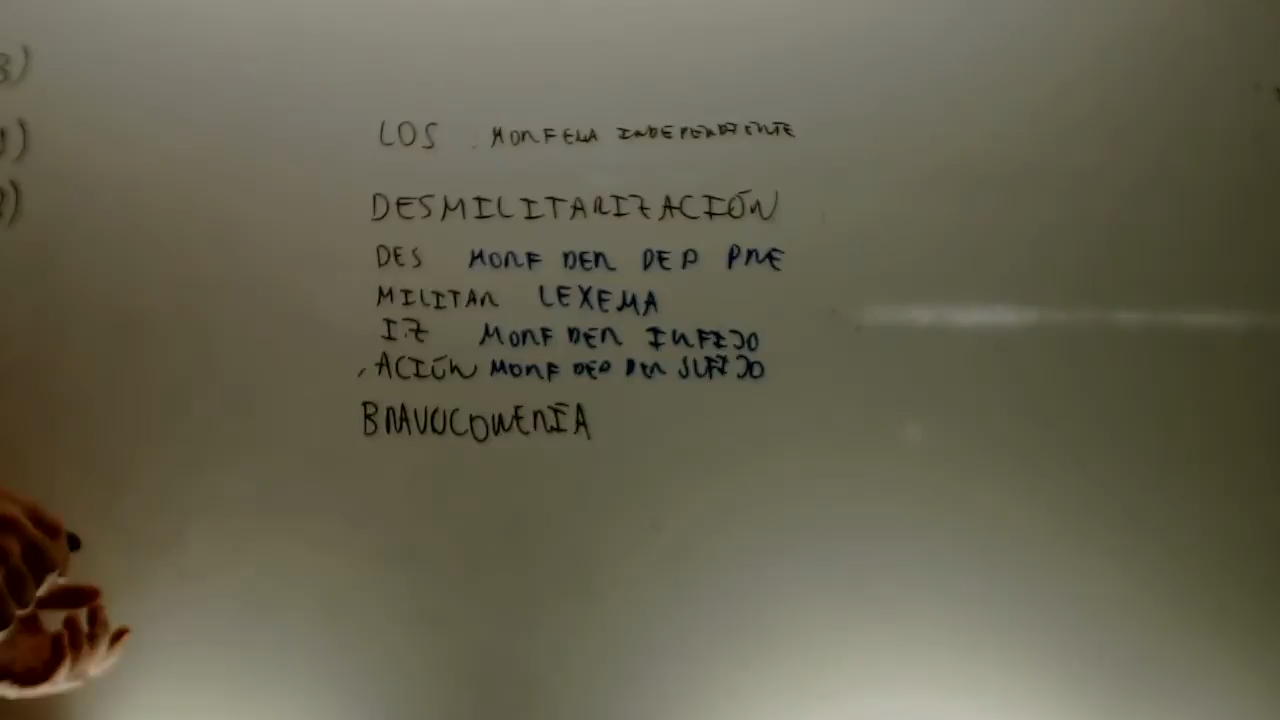 3)
)
)
LOS MORFEMA INDEPENDIENTE
DESMILITARIZACIÓN
DES MORF DER DEP PRE
MILITAR LEXEMA
IZ MORF DER INFIJO
ACIÓN MORF DEP DER SUFIJO
BRAVUCONERÍA